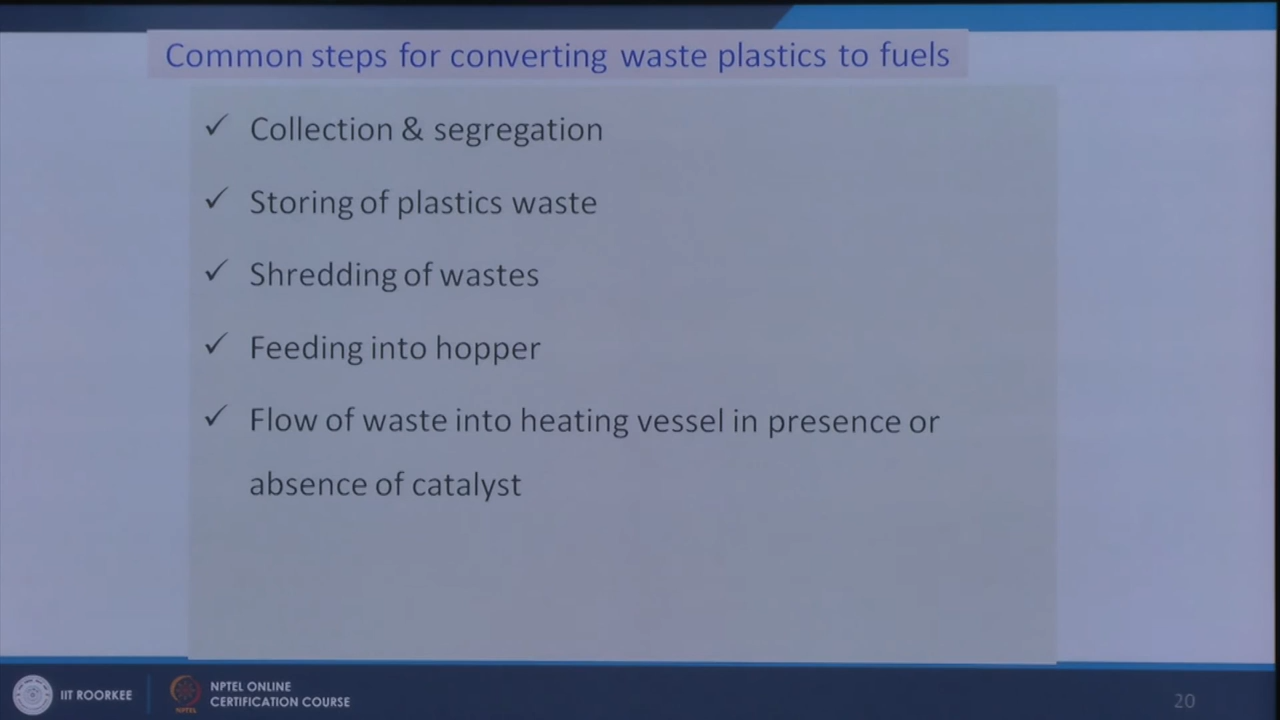 Common steps for converting waste plastics to fuels
✓ Collection & segregation
✓ Storing of plastics waste
✓ Shredding of wastes
✓ Feeding into hopper
✓ Flow of waste into heating vessel in presence or
absence of catalyst
IIT ROORKEE
NPTEL
NPTEL ONLINE
CERTIFICATION COURSE
20